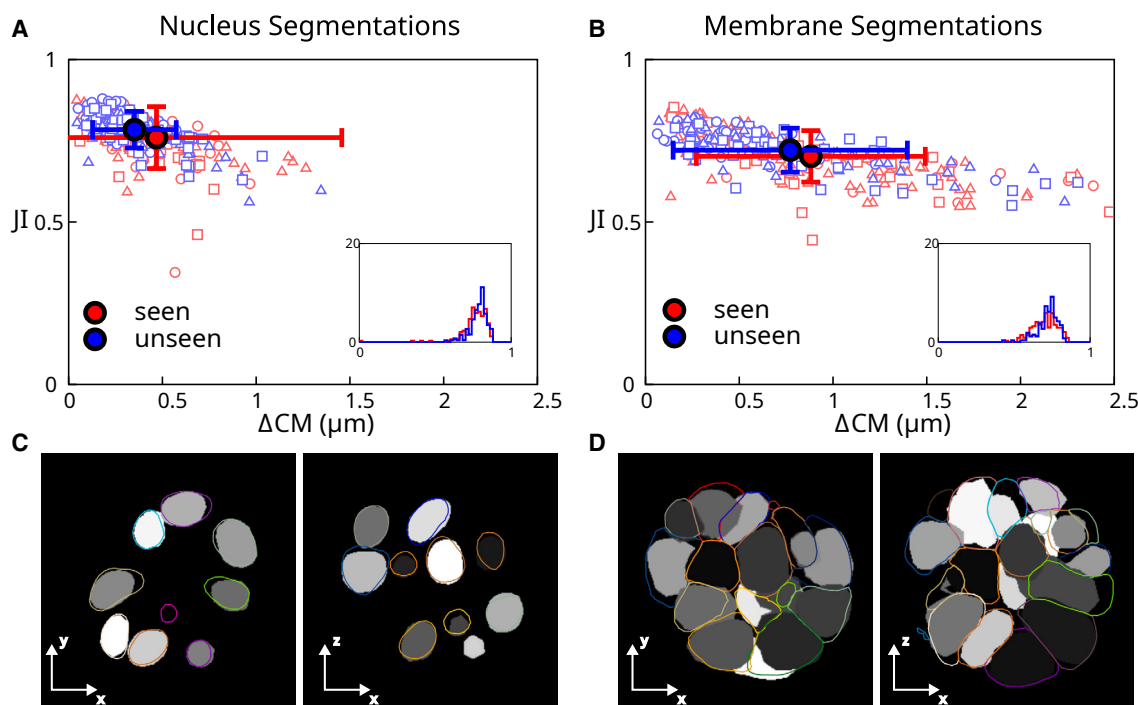 A Nucleus Segmentations
1
JI 0.5
0
0 0.5 1 1.5 2 2.5
ΔCM (μm)
seen
unseen
20
0
0 1
B Membrane Segmentations
1
JI 0.5
0
0 0.5 1 1.5 2 2.5
ΔCM (μm)
seen
unseen
20
0
0 1
C
y
x
z
x
D
y
x
z
x